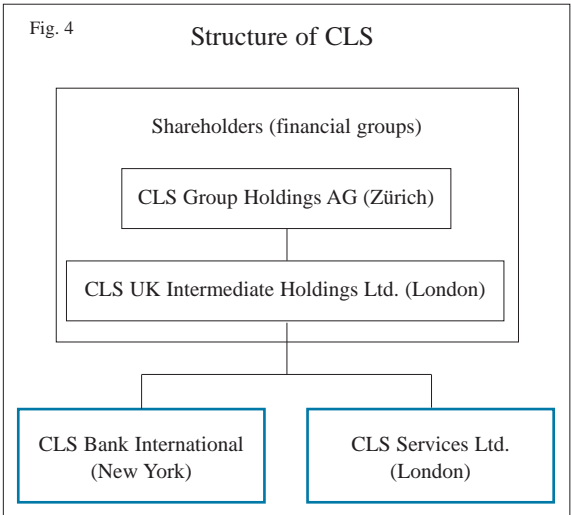 Fig. 4
Structure of CLS
Shareholders (financial groups)
CLS Group Holdings AG (Zürich)
CLS UK Intermediate Holdings Ltd. (London)
CLS Bank International
(New York)
CLS Services Ltd.
(London)